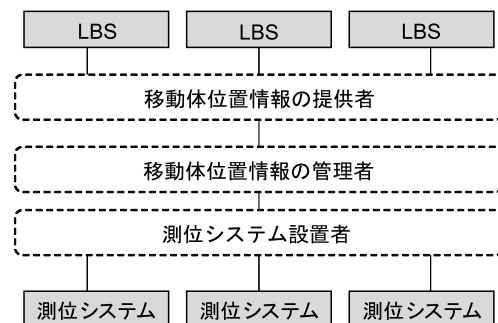 LBS LBS LBS
移動体位置情報の提供者
移動体位置情報の管理者
測位システム設置者
測位システム 測位システム 測位システム